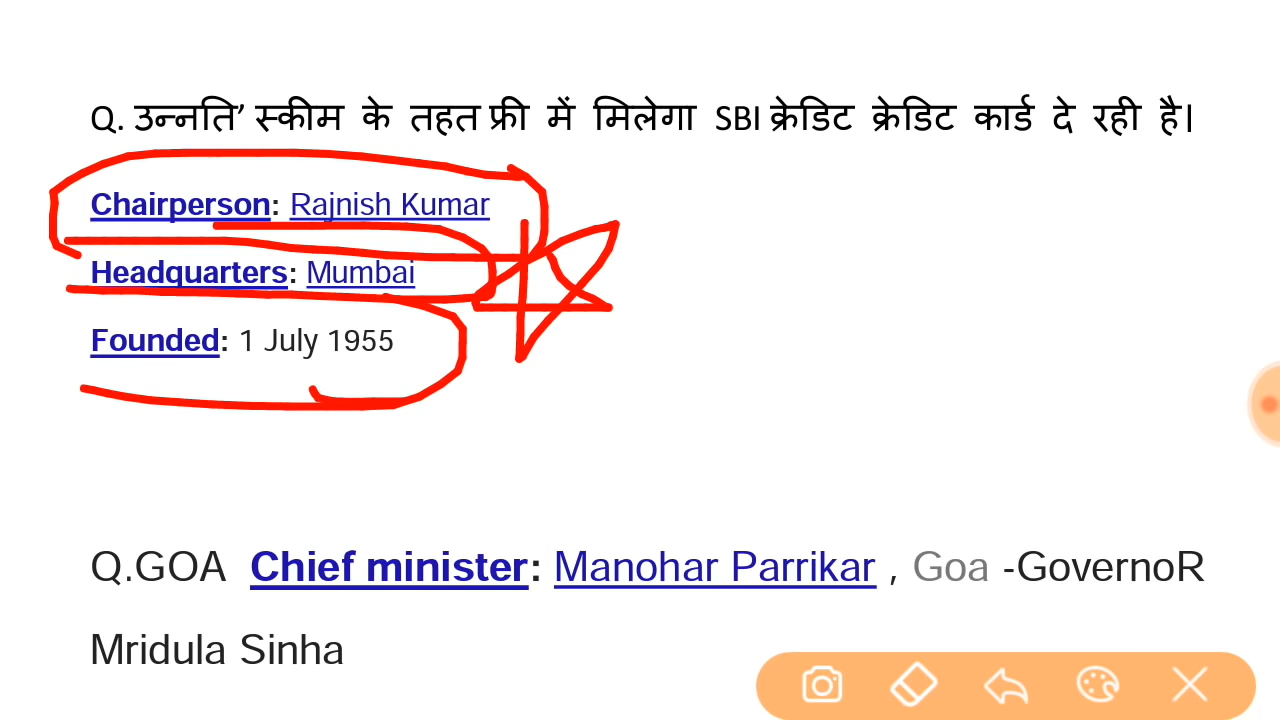 Q. उन्नति’ स्कीम के तहत फ्री में मिलेगा SBI क्रेडिट क्रेडिट कार्ड दे रही है।
Chairperson: Rajnish Kumar
Headquarters: Mumbai
Founded: 1 July 1955
Q.GOA Chief minister: Manohar Parrikar , Goa -GovernoR
Mridula Sinha